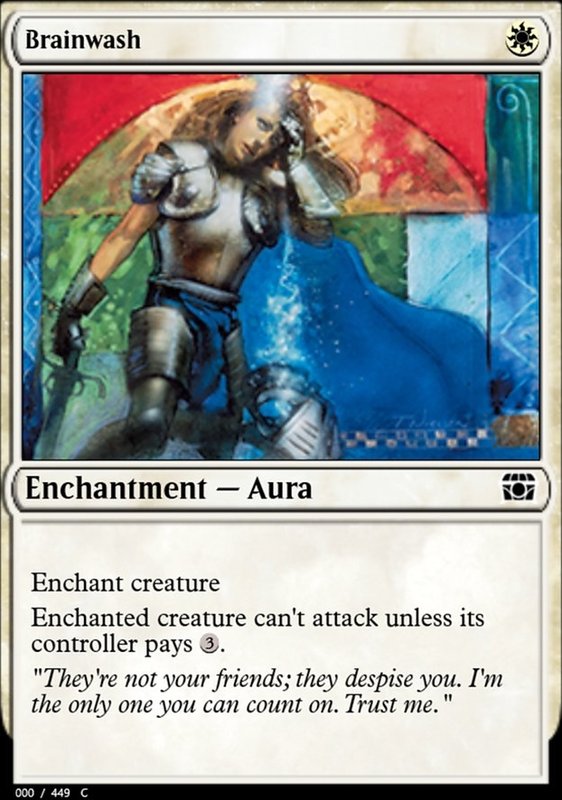 Brainwash
Enchantment — Aura
Enchant creature
Enchanted creature can't attack unless its
controller pays 3.
"They're not your friends; they despise you. I'm
the only one you can count on. Trust me."
000 / 449 C